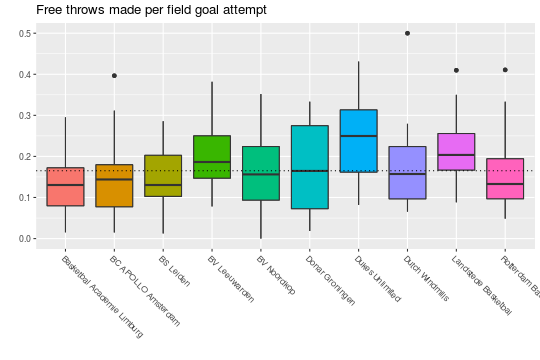 Free throws made per field goal attempt
0.5
0.4
0.3
0.2
0.1
0.0
Basketbal Academie Limburg
BC APOLLO Amsterdam
BS Leiden
BV Leeuwarden
BV Noordkop
Donar Groningen
Dukes Unlimited
Dutch Windmills
Landstede Basketbal
Rotterdam Bas